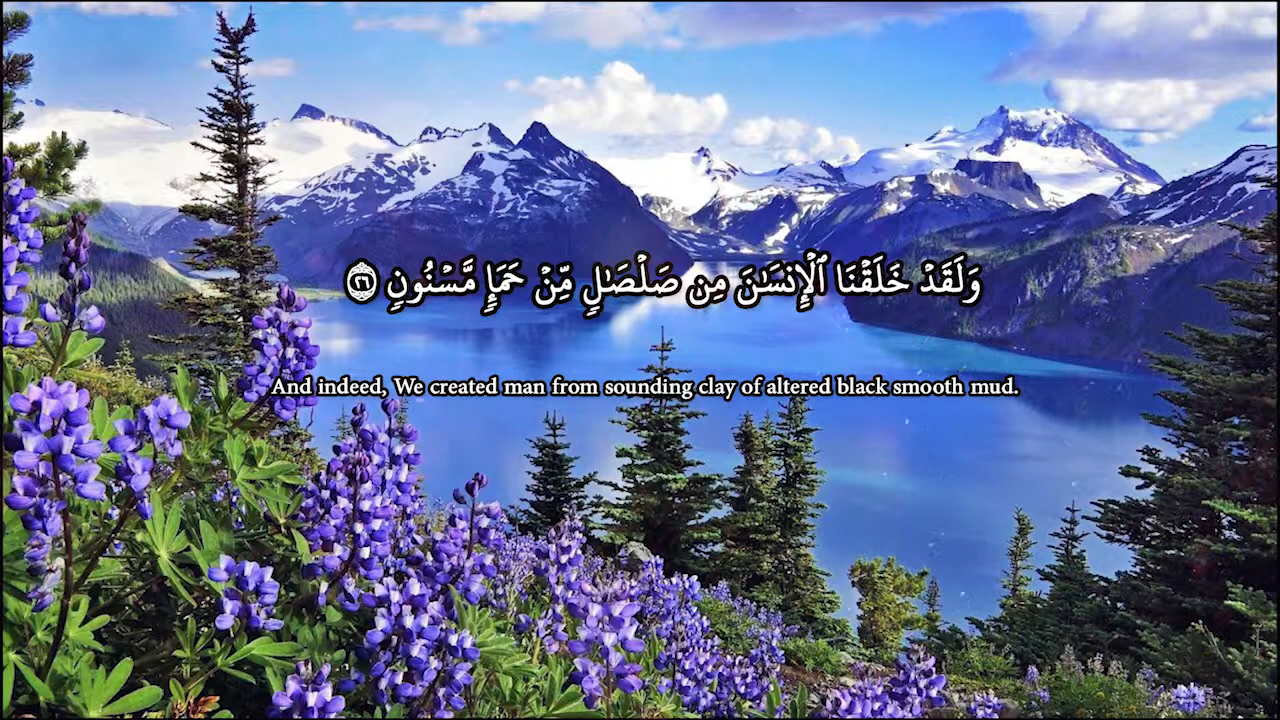 وَلَقَدْ خَلَقْنَا ٱلْإِنسَـٰنَ مِن صَلْصَـٰلٍ مِّنْ حَمَإٍ مَّسْنُونٍ ٢٦
And indeed, We created man from sounding clay of altered black smooth mud.